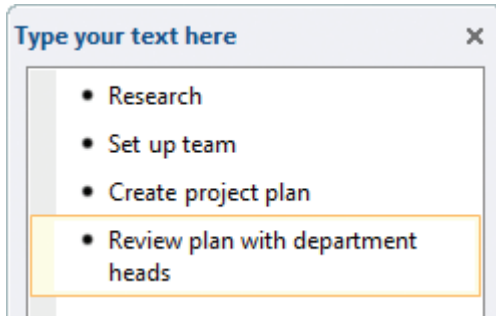 Type your text here
• Research
• Set up team
• Create project plan
• Review plan with department
heads